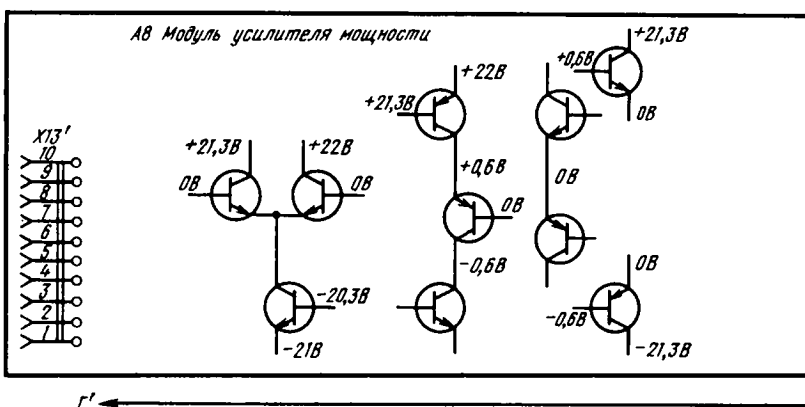 А8 Модуль усилителя мощности
+21,3В
+0,6В
0В
+22В
+21,3В
+0,6В
0В
-0,6В
0В
+21,3В
+22В
0В
0В
-20,3В
-21В
0В
-0,6В
-21,3В
X13'
10
9
8
7
6
5
4
3
2
1
Г'